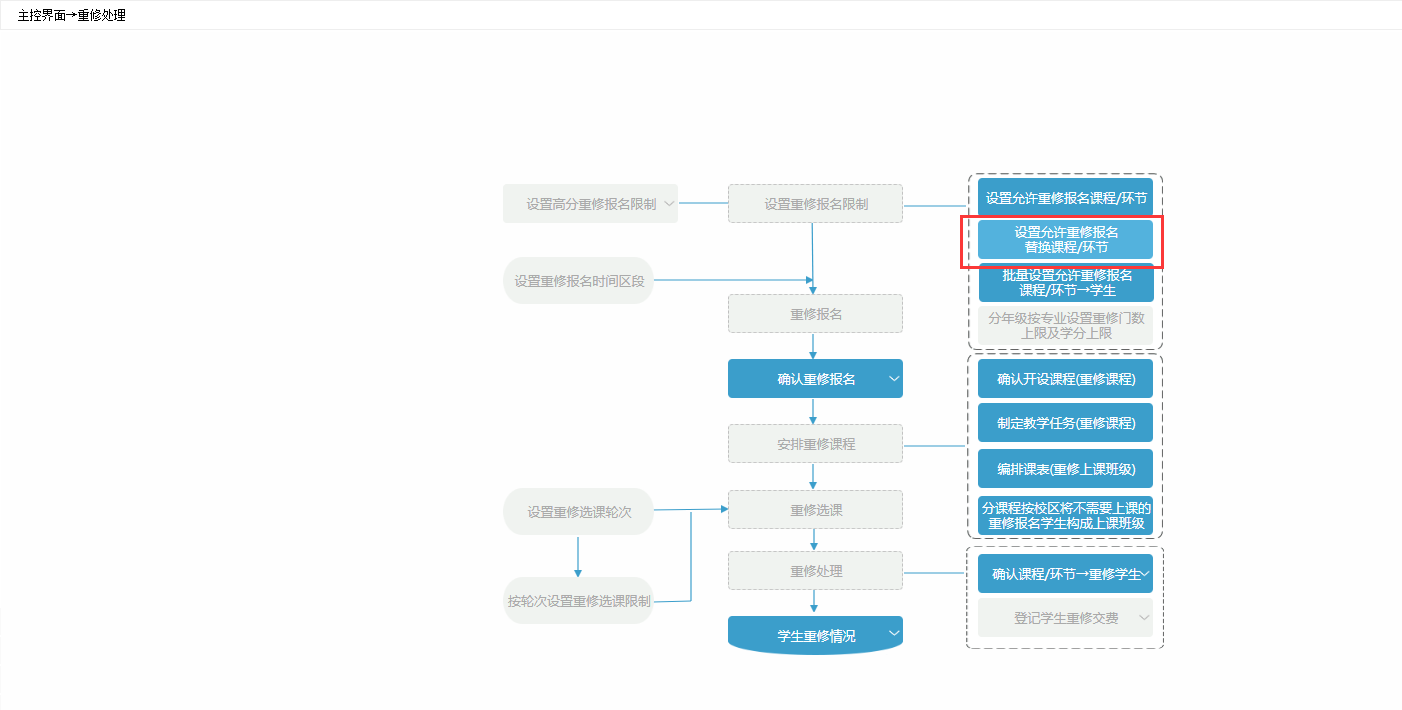 主控界面→重修处理
设置高分重修报名限制
设置重修报名限制
设置允许重修报名课程/环节
设置允许重修报名
替换课程/环节
批量设置允许重修报名
课程/环节→学生
分年级按专业设置重修门数
上限及学分上限
设置重修报名时间区段
重修报名
确认重修报名
确认开设课程(重修课程)
制定教学任务(重修课程)
安排重修课程
编排课表(重修上课班级)
分课程按校区将不需要上课的
重修报名学生构成上课班级
设置重修选课轮次
重修选课
重修处理
确认课程/环节→重修学生
按轮次设置重修选课限制
登记学生重修交费
学生重修情况